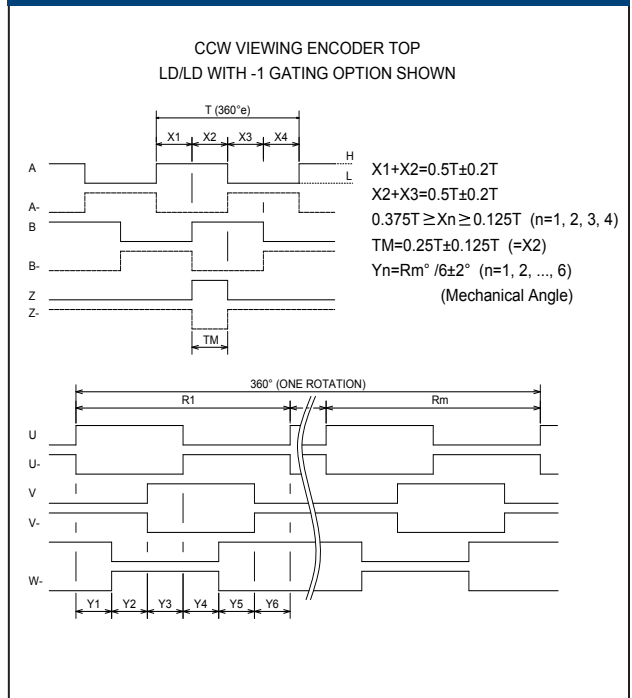 CCW VIEWING ENCODER TOP
LD/LD WITH -1 GATING OPTION SHOWN
T (360°e)
X1 X2 X3 X4
H
L
A
A-
B
B-
Z
Z-
TM
X1+X2=0.5T±0.2T
X2+X3=0.5T±0.2T
0.375T≥Xn≥0.125T (n=1, 2, 3, 4)
TM=0.25T±0.125T (=X2)
Yn=Rm° /6±2° (n=1, 2, ..., 6)
(Mechanical Angle)
360° (ONE ROTATION)
R1 Rm
U
U-
V
V-
W-
Y1 Y2 Y3 Y4 Y5 Y6